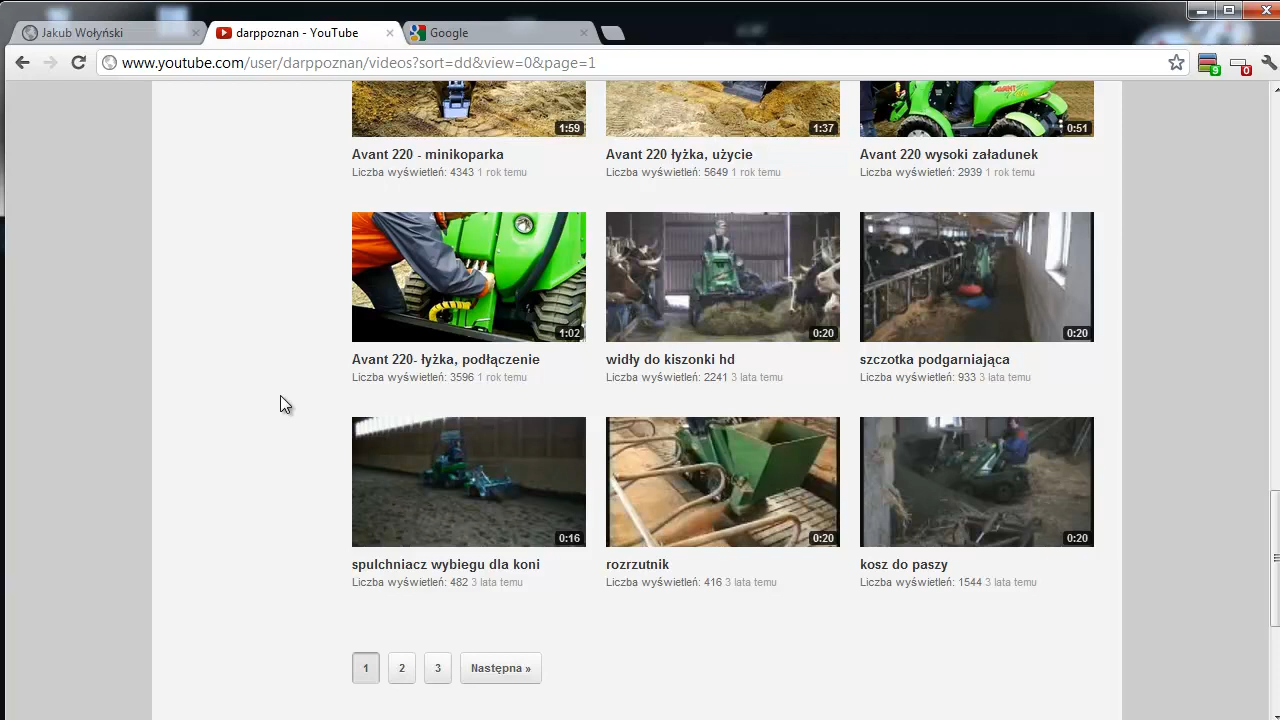 Jakub Wołyński
darppoznan - YouTube
Google
www.youtube.com/user/darppoznan/videos?sort=dd&view=0&page=1
9
0
1:59
1:37
0:51
Avant 220 - minikoparka
Avant 220 łyżka, użycie
Avant 220 wysoki załadunek
Liczba wyświetleń: 4343 1 rok temu
Liczba wyświetleń: 5649 1 rok temu
Liczba wyświetleń: 2939 1 rok temu
1:02
0:20
0:20
Avant 220- łyżka, podłączenie
widły do kiszonki hd
szczotka podgarniająca
Liczba wyświetleń: 3596 1 rok temu
Liczba wyświetleń: 2241 3 lata temu
Liczba wyświetleń: 933 3 lata temu
0:16
0:20
0:20
spulchniacz wybiegu dla koni
rozrzutnik
kosz do paszy
Liczba wyświetleń: 482 3 lata temu
Liczba wyświetleń: 416 3 lata temu
Liczba wyświetleń: 1544 3 lata temu
1 2 3 Następna »